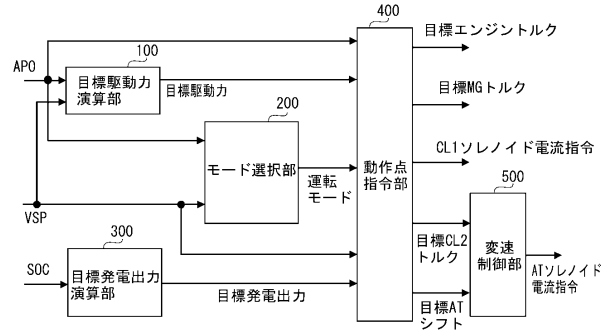 APO
100
目標駆動力
演算部
目標駆動力
200
モード選択部
運転
モード
VSP
300
SOC
目標発電出力
演算部
目標発電出力
400
動作点
指令部
目標エンジントルク
目標MGトルク
CL1ソレノイド電流指令
500
目標CL2
トルク
変速
制御部
目標AT
シフト
ATソレノイド
電流指令